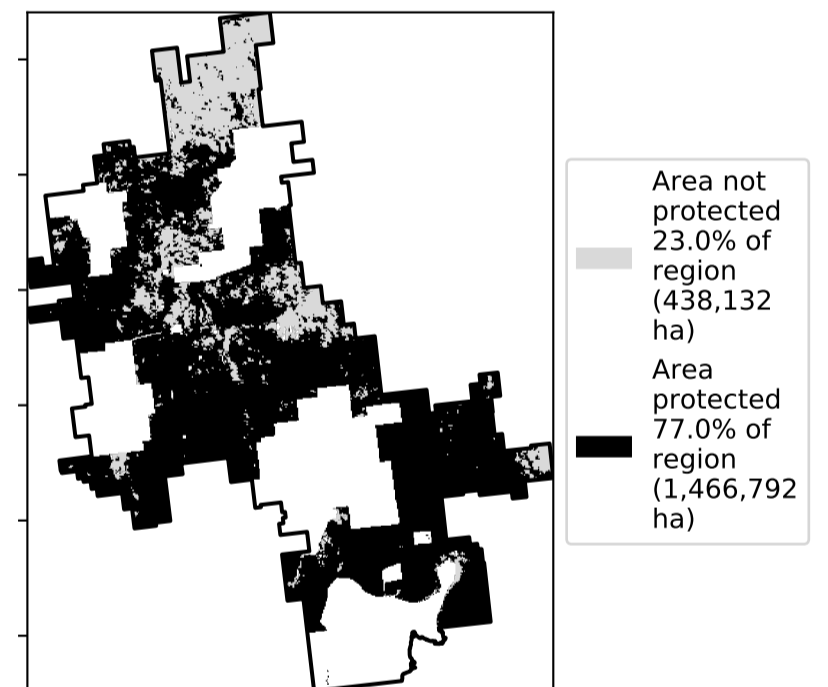 Area not
protected
23.0% of
region
(438,132
ha)
Area
protected
77.0% of
region
(1,466,792
ha)